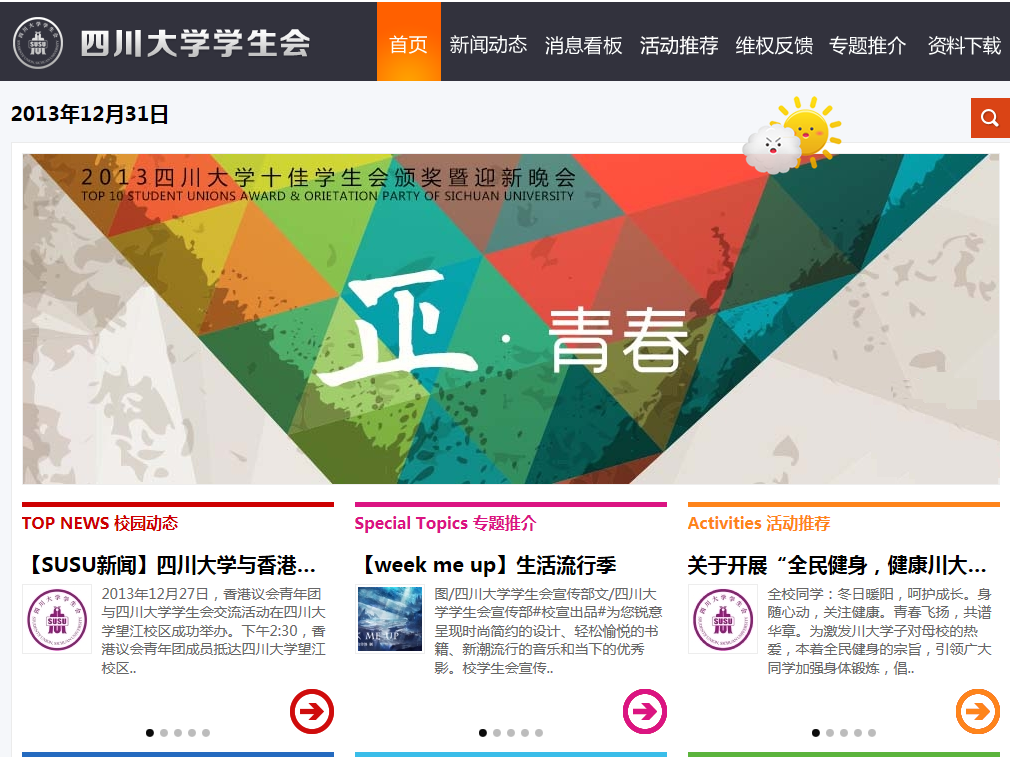 四川大学学生会
首页 新闻动态 消息看板 活动推荐 维权反馈 专题推介 资料下载
2013年12月31日
2013四川大学十佳学生会颁奖暨迎新晚会
TOP 10 STUDENT UNIONS AWARD & ORIETATION PARTY OF SICHUAN UNIVERSITY
正·青春
TOP NEWS 校园动态
【SUSU新闻】四川大学与香港...
SUSU
2013年12月27日，香港议会青年团
与四川大学学生会交流活动在四川大
学望江校区成功举办。下午2:30，香
港议会青年团成员抵达四川大学望江
校区..
Special Topics 专题推介
【week me up】生活流行季
K ME UP
图/四川大学学生会宣传部文/四川大
学学生会宣传部#校宣出品#为您锐意
呈现时尚简约的设计、轻松愉悦的书
籍、新潮流行的音乐和当下的优秀
影。校学生会宣传..
Activities 活动推荐
关于开展“全民健身，健康川大...
SUSU
全校同学：冬日暖阳，呵护成长。身
随心动，关注健康。青春飞扬，共谱
华章。为激发川大学子对母校的热
爱，本着全民健身的宗旨，引领广大
同学加强身体锻炼，倡..